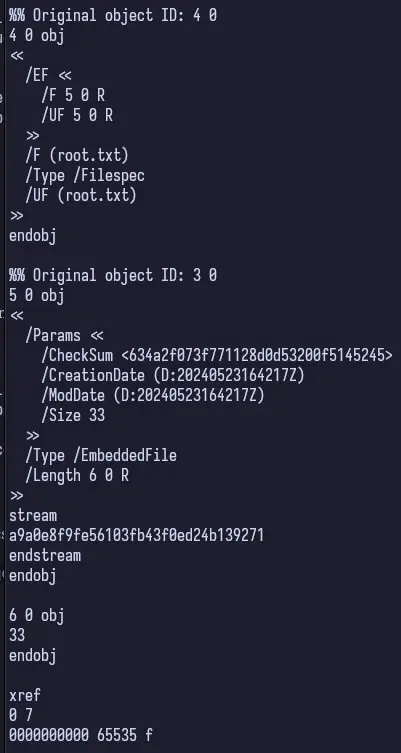 %% Original object ID: 4 0
4 0 obj
<<
  /EF <<
    /F 5 0 R
    /UF 5 0 R
  >>
  /F (root.txt)
  /Type /Filespec
  /UF (root.txt)
>>
endobj

%% Original object ID: 3 0
5 0 obj
<<
  /Params <<
    /CheckSum <634a2f073f771128d0d53200f5145245>
    /CreationDate (D:20240523164217Z)
    /ModDate (D:20240523164217Z)
    /Size 33
  >>
  /Type /EmbeddedFile
  /Length 6 0 R
>>
stream
a9a0e8f9fe56103fb43f0ed24b139271
endstream
endobj

6 0 obj
33
endobj

xref
0 7
0000000000 65535 f